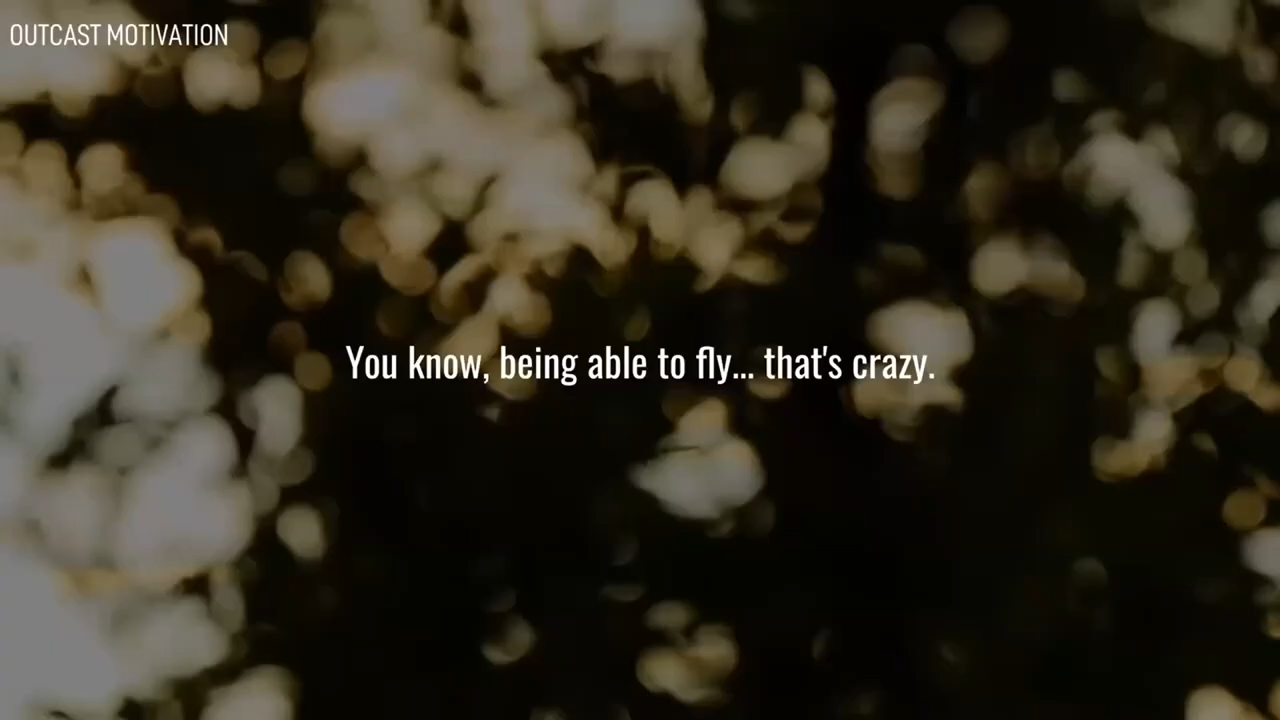 OUTCAST MOTIVATION
You know, being able to fly... that's crazy.